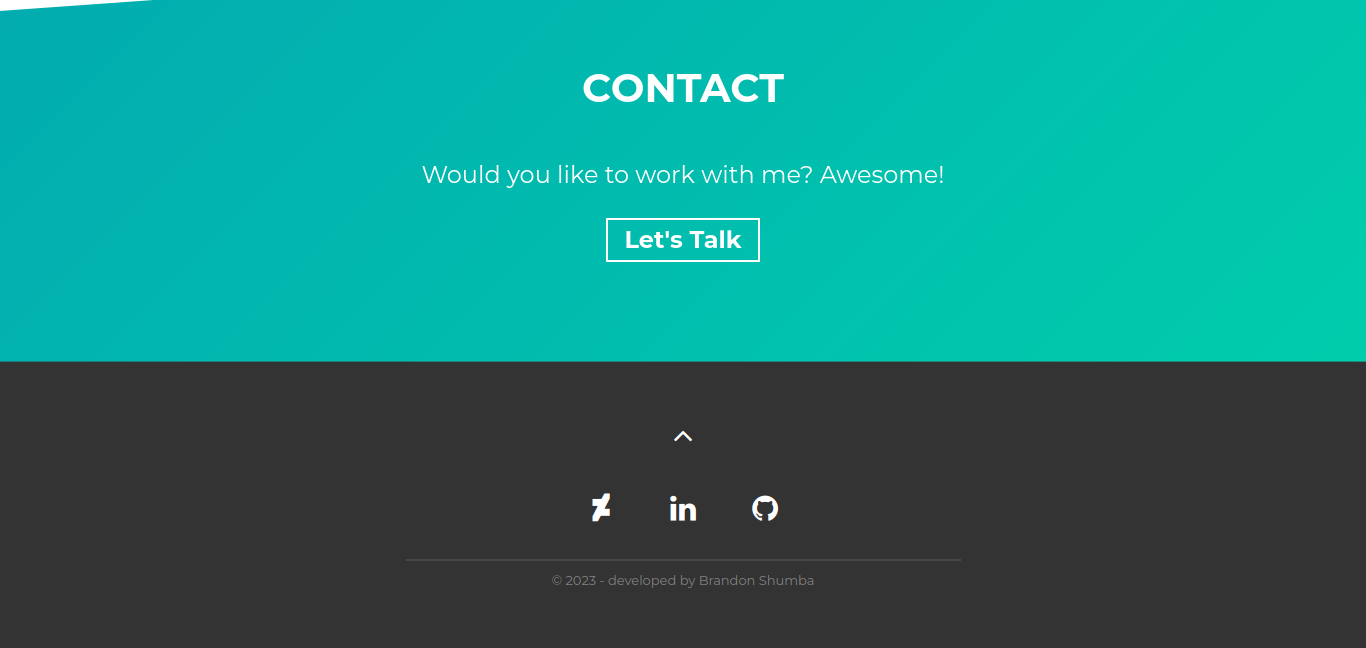 CONTACT
Would you like to work with me? Awesome!
Let's Talk
© 2023 - developed by Brandon Shumba